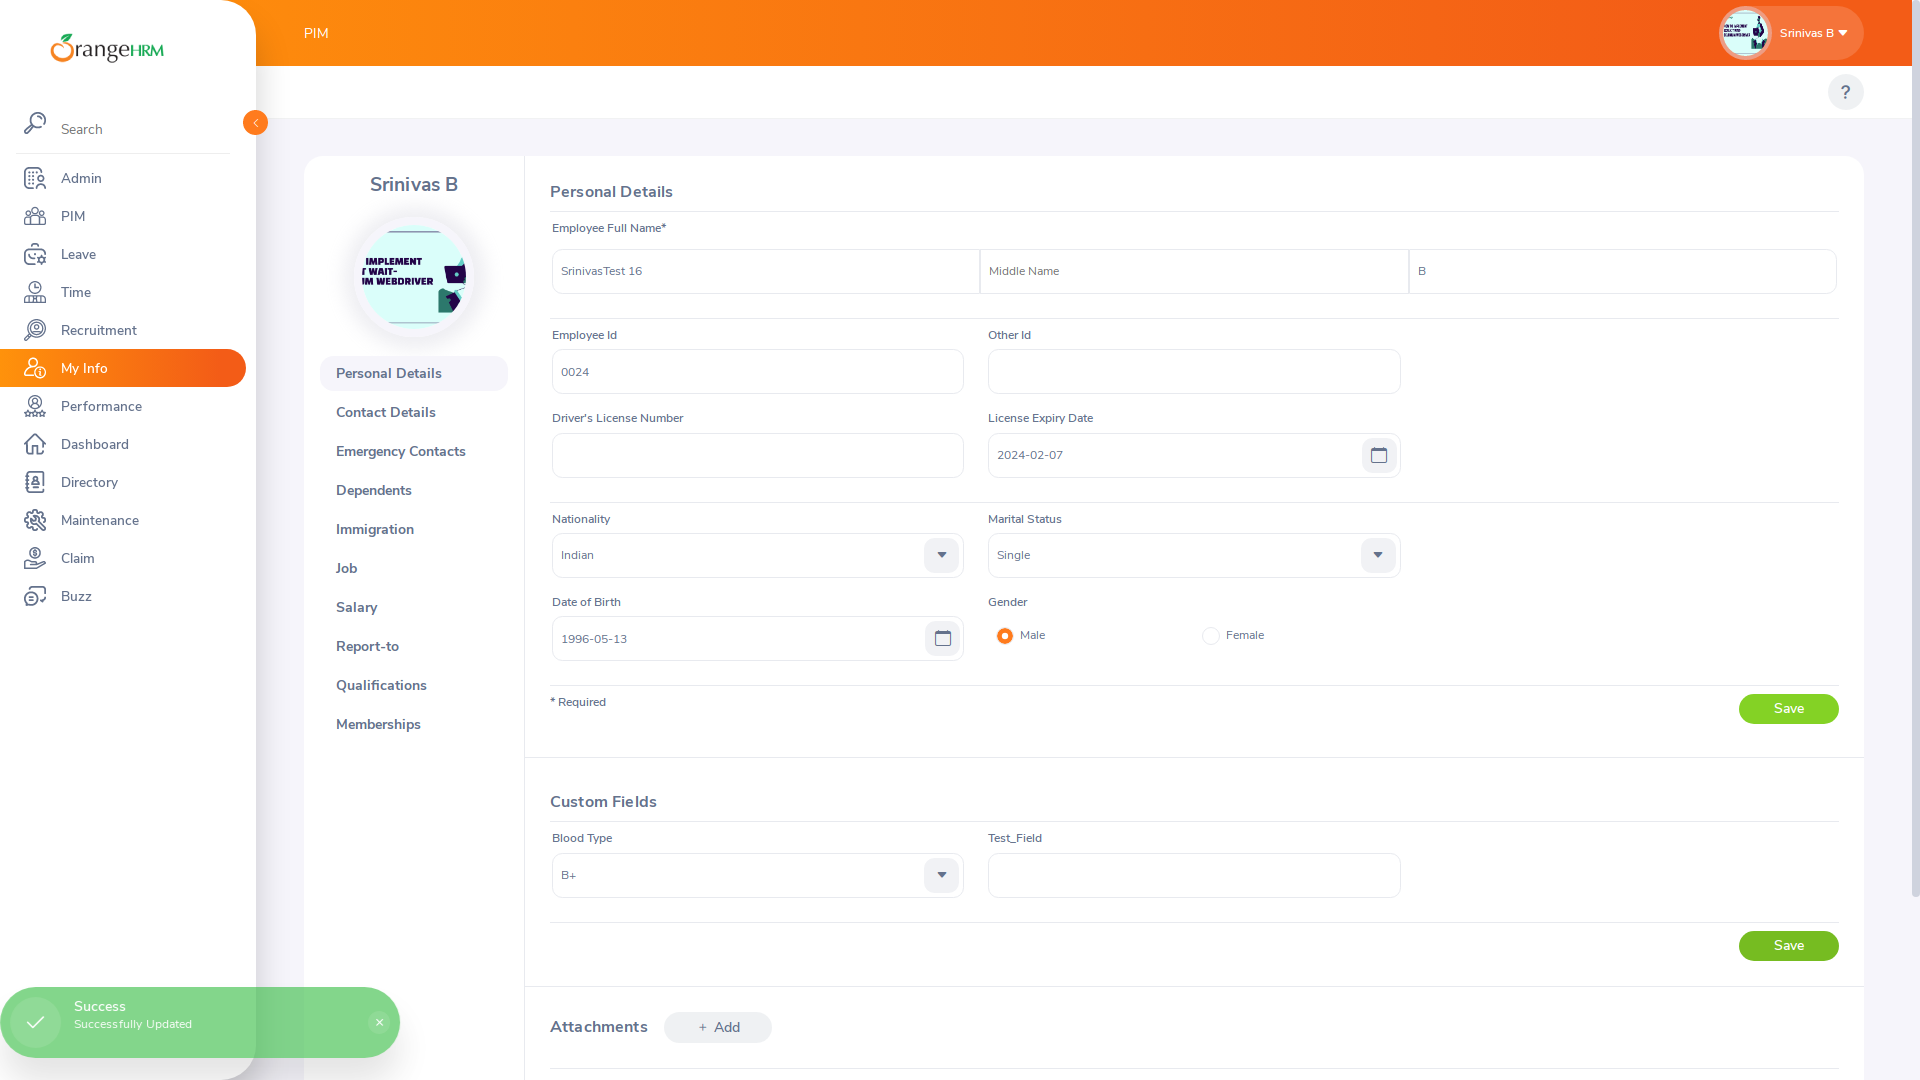 OrangeHRM
Search
Admin
PIM
Leave
Time
Recruitment
My Info
Performance
Dashboard
Directory
Maintenance
Claim
Buzz
PIM
Srinivas B
?
Srinivas B
IMPLEMENT
T WAIT-
IM WEBDRIVER
Personal Details
Contact Details
Emergency Contacts
Dependents
Immigration
Job
Salary
Report-to
Qualifications
Memberships
Personal Details
Employee Full Name*
SrinivasTest 16 Middle Name B
Employee Id Other Id
0024
Driver's License Number License Expiry Date
2024-02-07
Nationality Marital Status
Indian Single
Date of Birth Gender
1996-05-13 Male Female
* Required
Save
Custom Fields
Blood Type Test_Field
B+
Save
Attachments + Add
Success
Successfully Updated